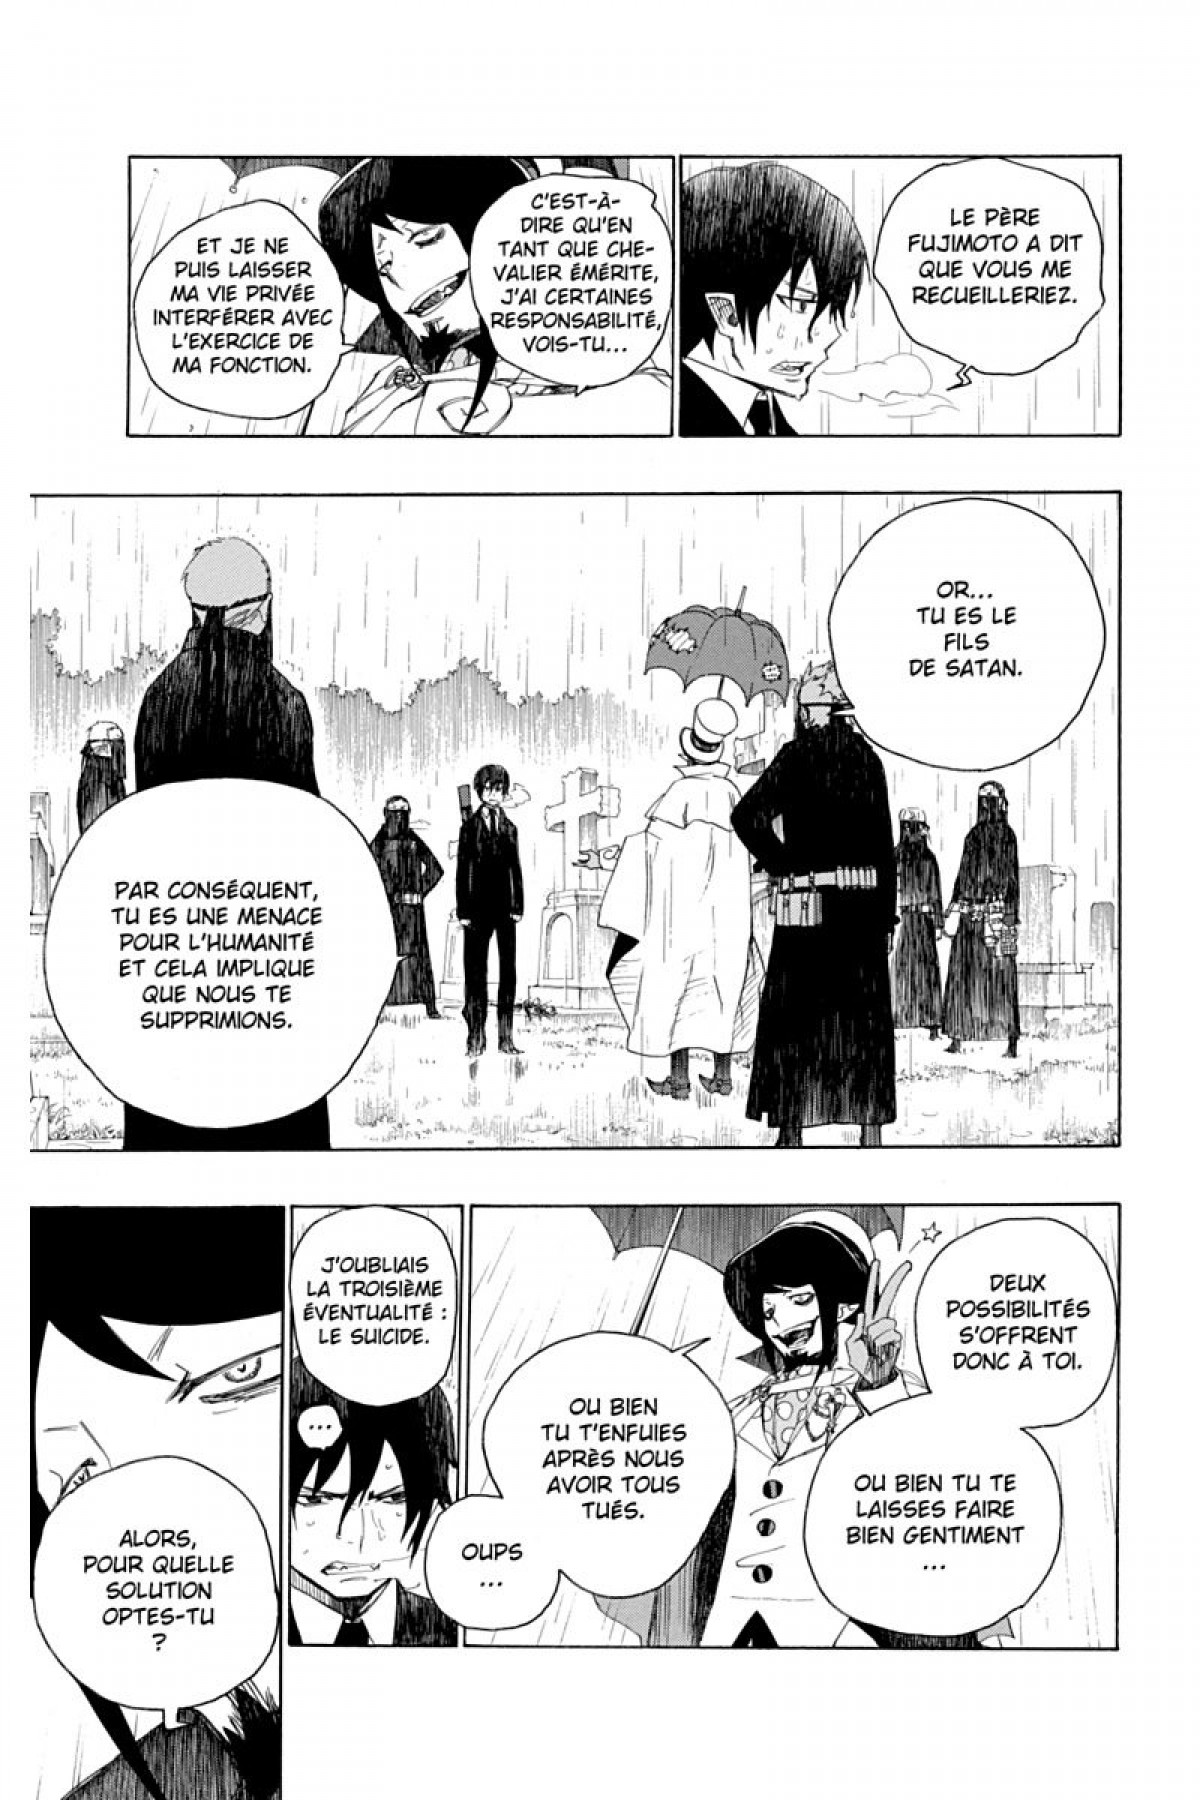 LE PÈRE
FUJIMOTO A DIT
QUE VOUS ME
RECUEILLERIEZ.
C'EST-À-
DIRE QU'EN
TANT QUE CHE-
VALIER ÉMÉRITE,
J'AI CERTAINES
RESPONSABILITÉ,
VOIS-TU...
ET JE NE
PUIS LAISSER
MA VIE PRIVÉE
INTERFÉRER AVEC
L'EXERCICE DE
MA FONCTION.
OR...
TU ES LE
FILS
DE SATAN.
PAR CONSÉQUENT,
TU ES UNE MENACE
POUR L'HUMANITÉ
ET CELA IMPLIQUE
QUE NOUS TE
SUPPRIMIONS.
DEUX
POSSIBILITÉS
S'OFFRENT
DONC À TOI.
OU BIEN TU TE
LAISSES FAIRE
BIEN GENTIMENT
...
OU BIEN
TU T'ENFUIES
APRÈS NOUS
AVOIR TOUS
TUÉS.
OUPS
...
J'OUBLIAIS
LA TROISIÈME
ÉVENTUALITÉ :
LE SUICIDE.
...
ALORS,
POUR QUELLE
SOLUTION
OPTES-TU
?